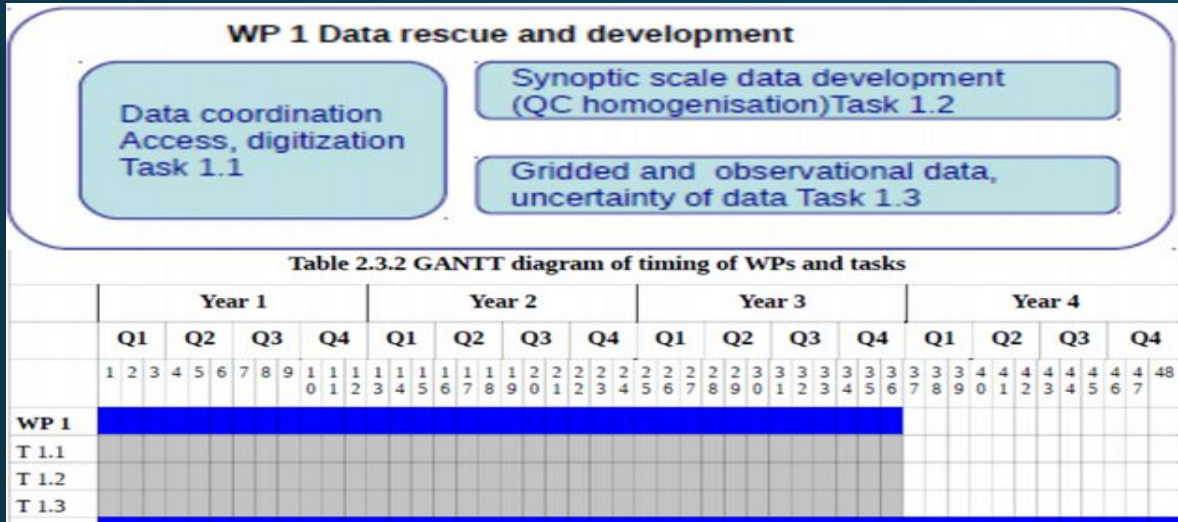 WP 1 Data rescue and development
Data coordination
Access, digitization
Task 1.1
Synoptic scale data development
(QC homogenisation)Task 1.2
Gridded and observational data,
uncertainty of data Task 1.3
Table 2.3.2 GANTT diagram of timing of WPs and tasks
Year 1 Year 2 Year 3 Year 4
Q1 Q2 Q3 Q4 Q1 Q2 Q3 Q4 Q1 Q2 Q3 Q4 Q1 Q2 Q3 Q4
1 2 3 4 5 6 7 8 9 10 11 12 13 14 15 16 17 18 19 20 21 22 23 24 25 26 27 28 29 30 31 32 33 34 35 36 37 38 39 40 41 42 43 44 45 46 47 48
WP 1
T 1.1
T 1.2
T 1.3